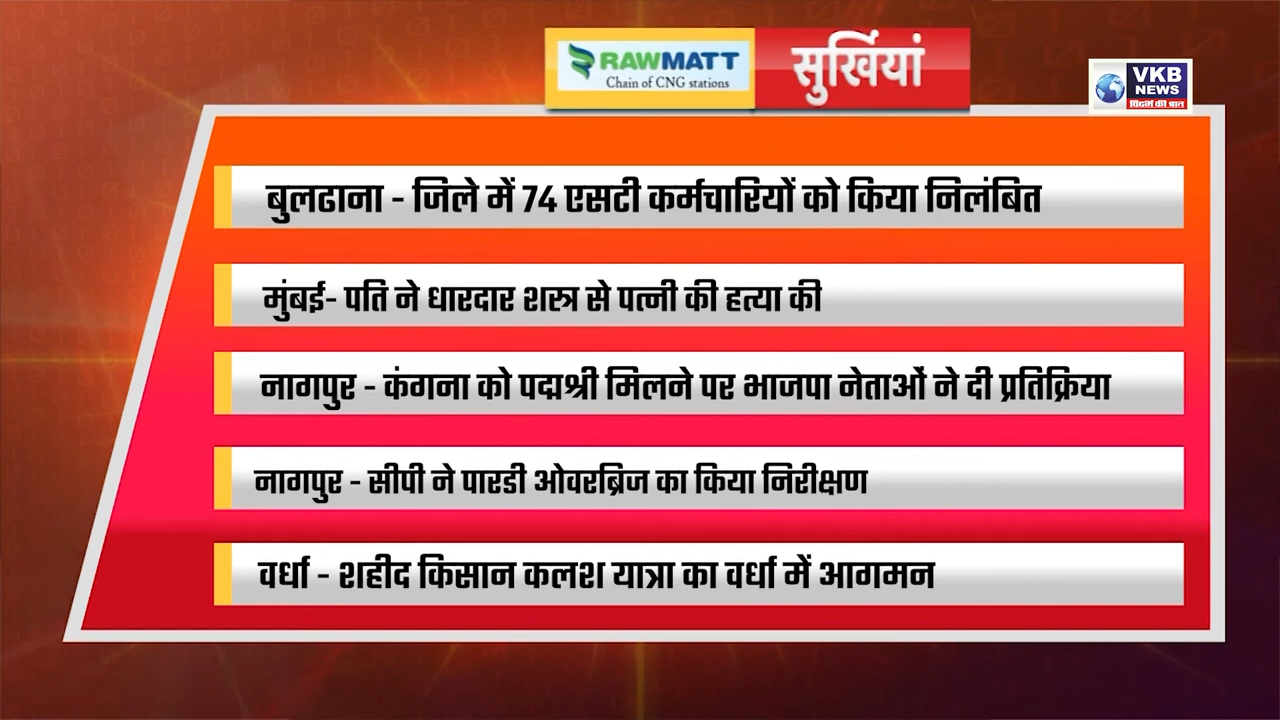 RAWMATT
Chain of CNG stations
सुर्खियां
VKB
NEWS
विदर्भ की बात
बुलढाना - जिले में 74 एसटी कर्मचारियों को किया निलंबित
मुंबई- पति ने धारदार शस्त्र से पत्नी की हत्या की
नागपुर - कंगना को पद्मश्री मिलने पर भाजपा नेताओं ने दी प्रतिक्रिया
नागपुर - सीपी ने पारडी ओवरब्रिज का किया निरीक्षण
वर्धा - शहीद किसान कलश यात्रा का वर्धा में आगमन